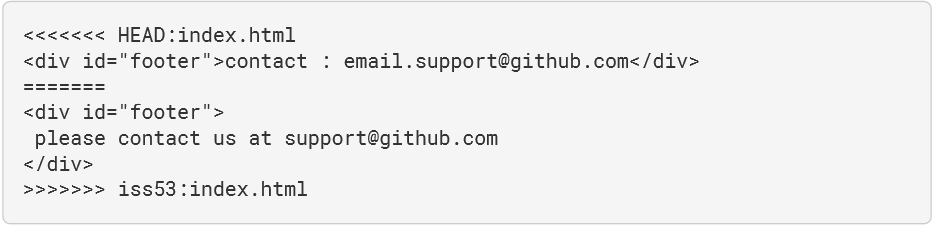 <<<<<<< HEAD:index.html
<div id="footer">contact : email.support@github.com</div>
=======
<div id="footer">
 please contact us at support@github.com
</div>
>>>>>>> iss53:index.html